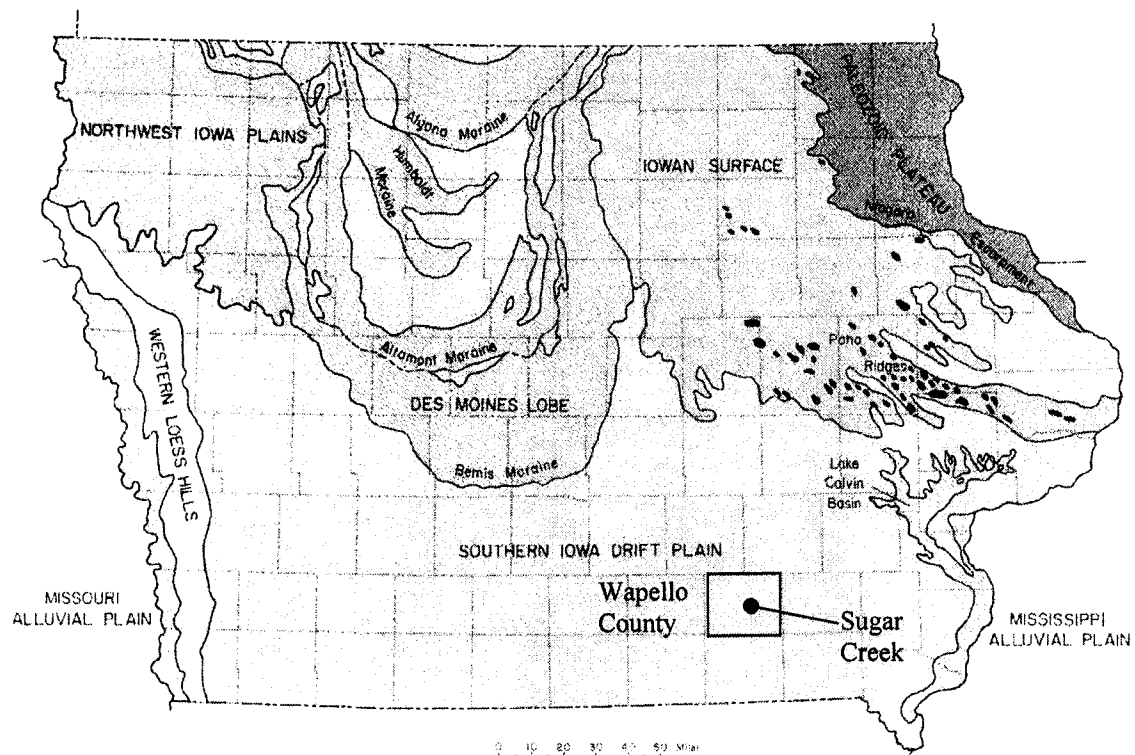 PALEOZOIC PLATEAU
Algona Moraine
NORTHWEST IOWA PLAINS
Humboldt
Moraine
IOWAN SURFACE
Niagara Escarpment
WESTERN LOESS HILLS
Altamont Moraine
Paha
Ridges
DES MOINES LOBE
Bemis Moraine
Lake
Calvin
Basin
SOUTHERN IOWA DRIFT PLAIN
MISSOURI
ALLUVIAL PLAIN
Wapello
County
Sugar
Creek
MISSISSIPPI
ALLUVIAL PLAIN
0 10 20 30 40 50 Miles